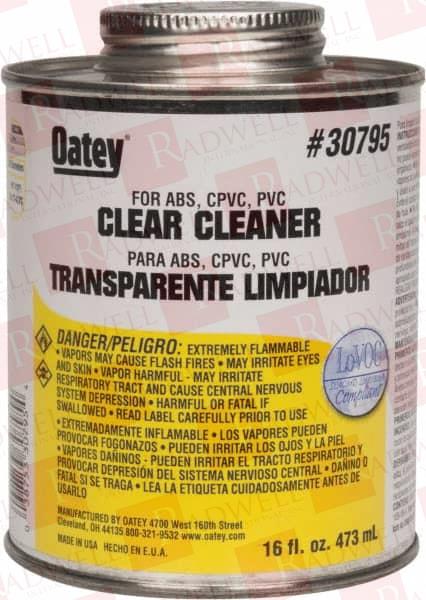 Oatey
#30795
FOR ABS, CPVC, PVC
CLEAR CLEANER
PARA ABS, CPVC, PVC
TRANSPARENTE LIMPIADOR
DANGER/PELIGRO: EXTREMELY FLAMMABLE
• VAPORS MAY CAUSE FLASH FIRES • MAY IRRITATE EYES
AND SKIN • VAPOR HARMFUL - MAY IRRITATE
RESPIRATORY TRACT AND CAUSE CENTRAL NERVOUS
SYSTEM DEPRESSION • HARMFUL OR FATAL IF
SWALLOWED • READ LABEL CAREFULLY PRIOR TO USE
• EXTREMADAMENTE INFLAMABLE • LOS VAPORES PUEDEN
PROVOCAR FOGONAZOS • PUEDEN IRRITAR LOS OJOS Y LA PIEL
• VAPORES DAÑINOS - PUEDEN IRRITAR EL TRACTO RESPIRATORIO Y
PROVOCAR DEPRESIÓN DEL SISTEMA NERVIOSO CENTRAL • DAÑINO O
FATAL SI SE TRAGA • LEA LA ETIQUETA CUIDADOSAMENTE ANTES DE
USARLO
LoVOC
Compliant
MANUFACTURED BY OATEY 4700 West 160th Street
Cleveland, OH 44135 800-321-9532 www.oatey.com
MADE IN USA HECHO EN E.U.A.
16 fl. oz. 473 mL
RADWELL